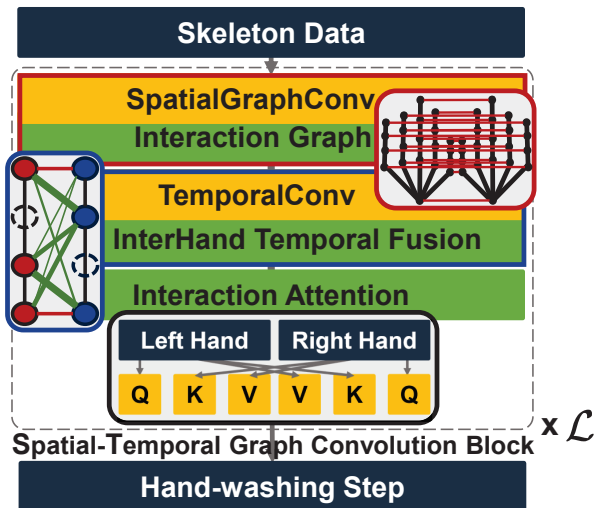 Skeleton Data
SpatialGraphConv
Interaction Graph
TemporalConv
InterHand Temporal Fusion
Interaction Attention
Left Hand Right Hand
Q K V V K Q
x ℒ
Spatial-Temporal Graph Convolution Block
Hand-washing Step